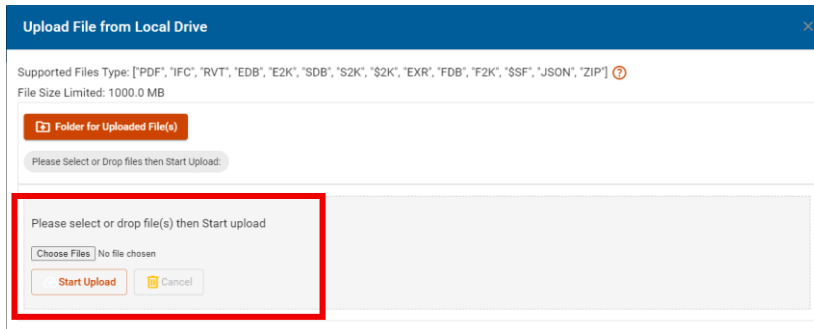 Upload File from Local Drive
Supported Files Type: ["PDF", "IFC", "RVT", "EDB", "E2K", "SDB", "S2K", "$2K", "EXR", "FDB", "F2K", "$SF", "JSON", "ZIP"] ?
File Size Limited: 1000.0 MB
Folder for Uploaded File(s)
Please Select or Drop files then Start Upload:
Please select or drop file(s) then Start upload
Choose Files No file chosen
Start Upload Cancel